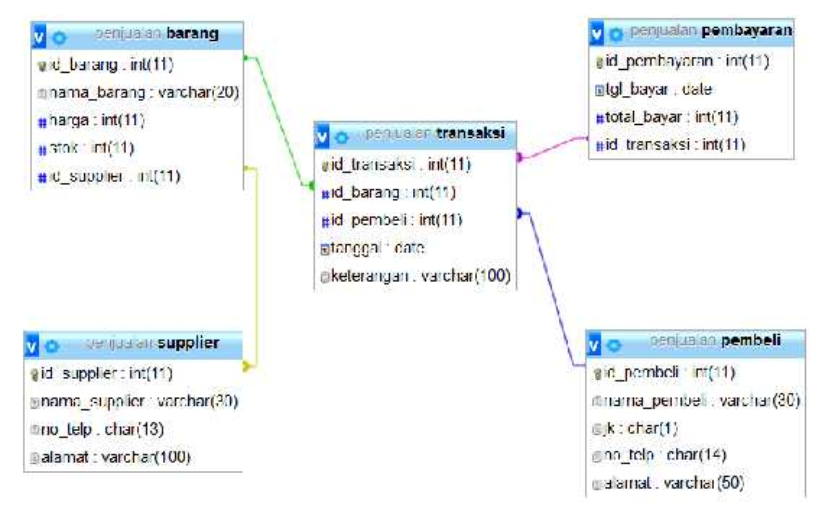 penjualan barang
id_barang : int(11)
nama_barang : varchar(20)
harga : int(11)
stok : int(11)
id_supplier : int(11)
penjualan pembayaran
id_pembayaran : int(11)
tgl_bayar : date
total_bayar : int(11)
id_transaksi : int(11)
penjualan transaksi
id_transaksi : int(11)
id_barang : int(11)
id_pembeli : int(11)
tanggal : date
keterangan : varchar(100)
penjualan supplier
id_supplier : int(11)
nama_supplier : varchar(30)
no_telp : char(13)
alamat : varchar(100)
penjualan pembeli
id_pembeli : int(11)
nama_pembeli : varchar(30)
jk : char(1)
no_telp : char(14)
alamat : varchar(50)